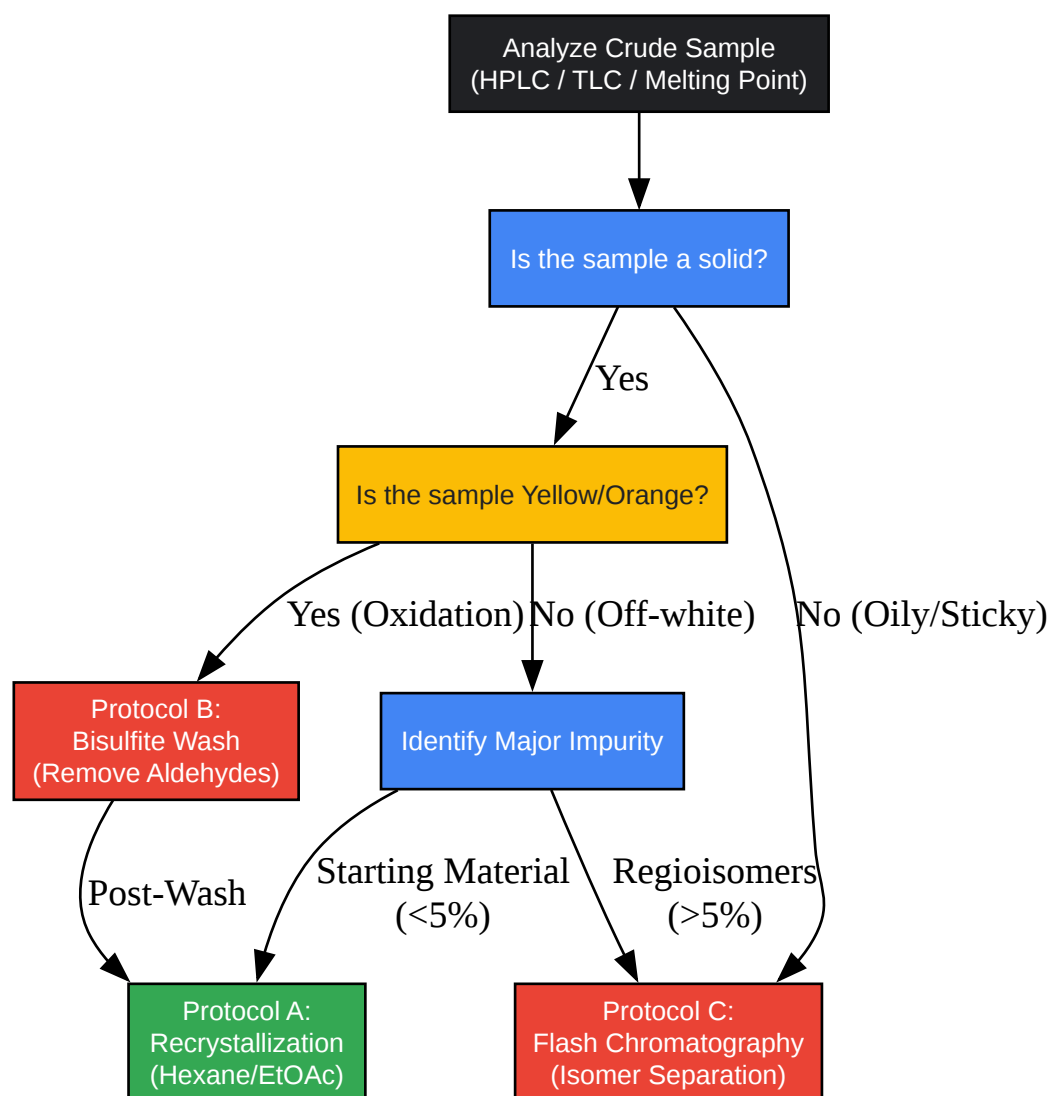 Analyze Crude Sample
(HPLC / TLC / Melting Point)
Is the sample a solid?
Yes
Is the sample Yellow/Orange?
Yes (Oxidation)
No (Off-white)
No (Oily/Sticky)
Protocol B:
Bisulfite Wash
(Remove Aldehydes)
Identify Major Impurity
Post-Wash
Starting Material
(<5%)
Regioisomers
(>5%)
Protocol A:
Recrystallization
(Hexane/EtOAc)
Protocol C:
Flash Chromatography
(Isomer Separation)